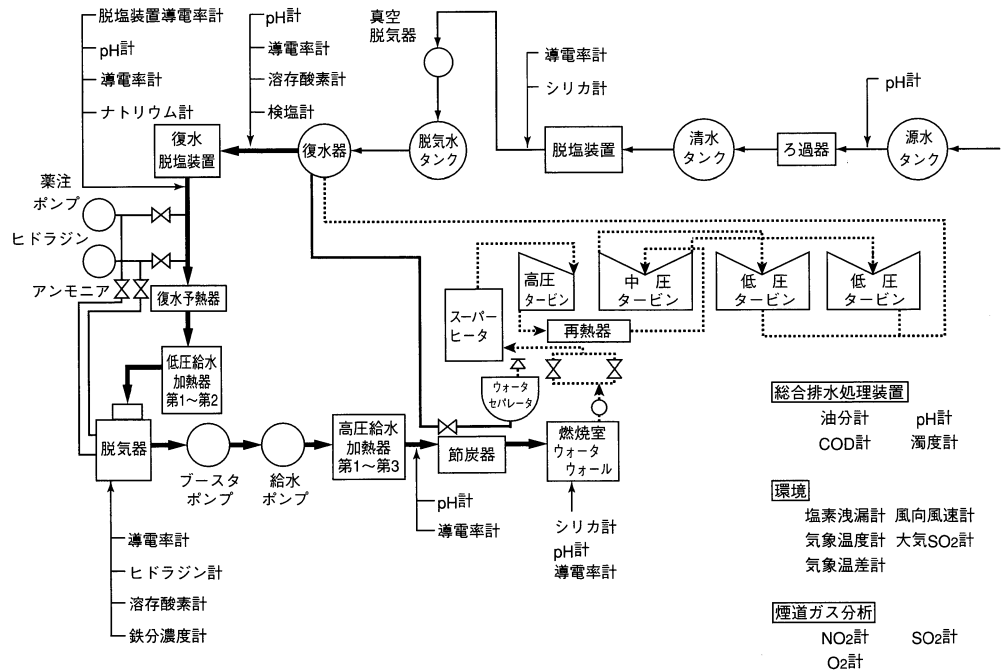 脱塩装置導電率計
pH計
導電率計
ナトリウム計
pH計
導電率計
溶存酸素計
検塩計
真空
脱気器
導電率計
シリカ計
pH計
復水
脱塩装置
復水器
脱気水
タンク
脱塩装置
清水
タンク
ろ過器
源水
タンク
薬注
ポンプ
ヒドラジン
アンモニア
復水予熱器
低圧給水
加熱器
第1~第2
スーパー
ヒータ
高圧
タービン
中 圧
タービン
低 圧
タービン
低 圧
タービン
再熱器
ウォータ
セパレータ
脱気器
ブースタ
ポンプ
給水
ポンプ
高圧給水
加熱器
第1~第3
節炭器
燃焼室
ウォータ
ウォール
pH計
導電率計
シリカ計
pH計
導電率計
導電率計
ヒドラジン計
溶存酸素計
鉄分濃度計
総合排水処理装置
油分計 pH計
COD計 濁度計
環境
塩素洩漏計 風向風速計
気象温度計 大気SO2計
気象温差計
煙道ガス分析
NO2計 SO2計
O2計